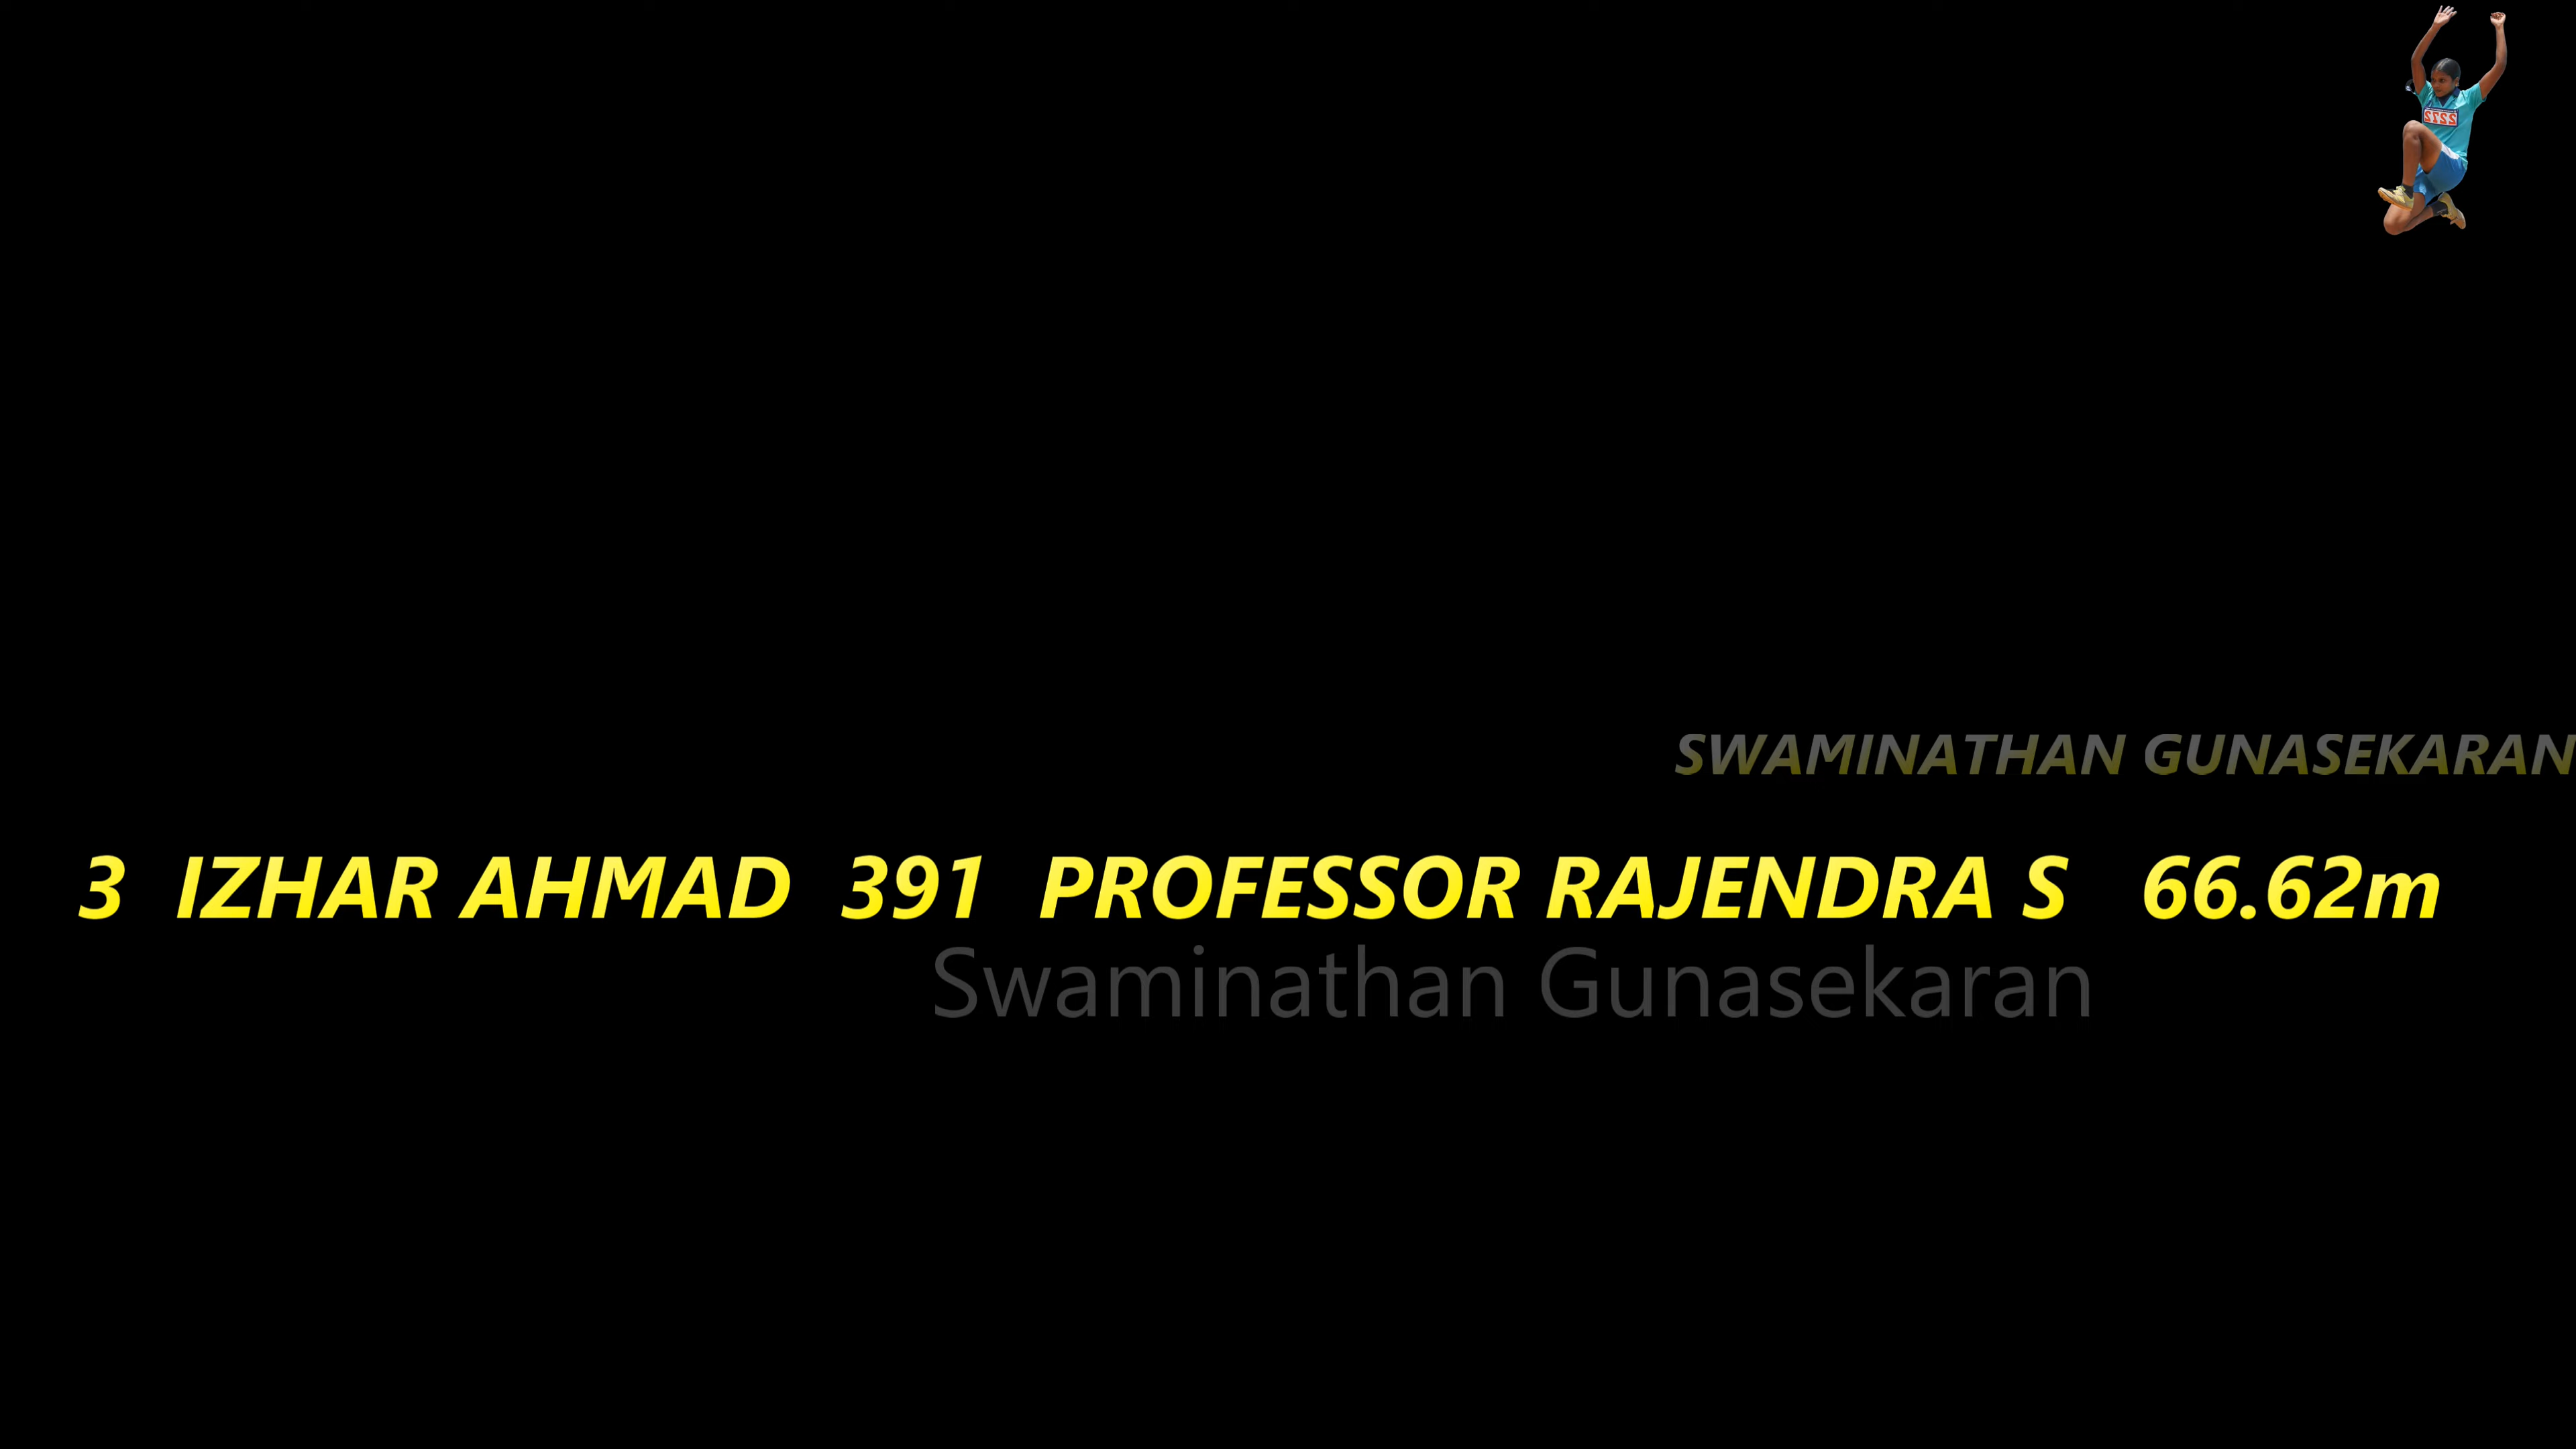 SWAMINATHAN GUNASEKARAN
3 IZHAR AHMAD 391 PROFESSOR RAJENDRA S 66.62m
Swaminathan Gunasekaran